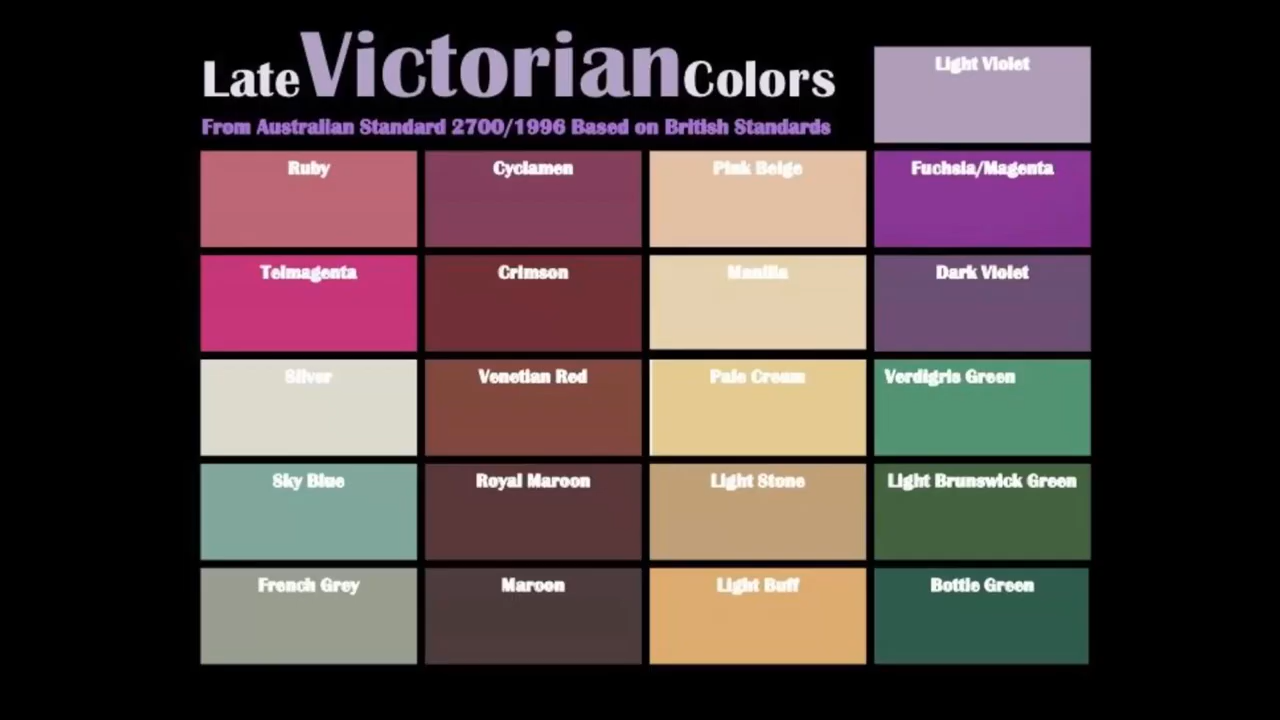 Late Victorian Colors
From Australian Standard 2700/1996 Based on British Standards
Light Violet
Ruby
Cyclamen
Pink Beige
Fuchsia/Magenta
Telmagenta
Crimson
Manilla
Dark Violet
Silver
Venetian Red
Pale Cream
Verdigris Green
Sky Blue
Royal Maroon
Light Stone
Light Brunswick Green
French Grey
Maroon
Light Buff
Bottle Green